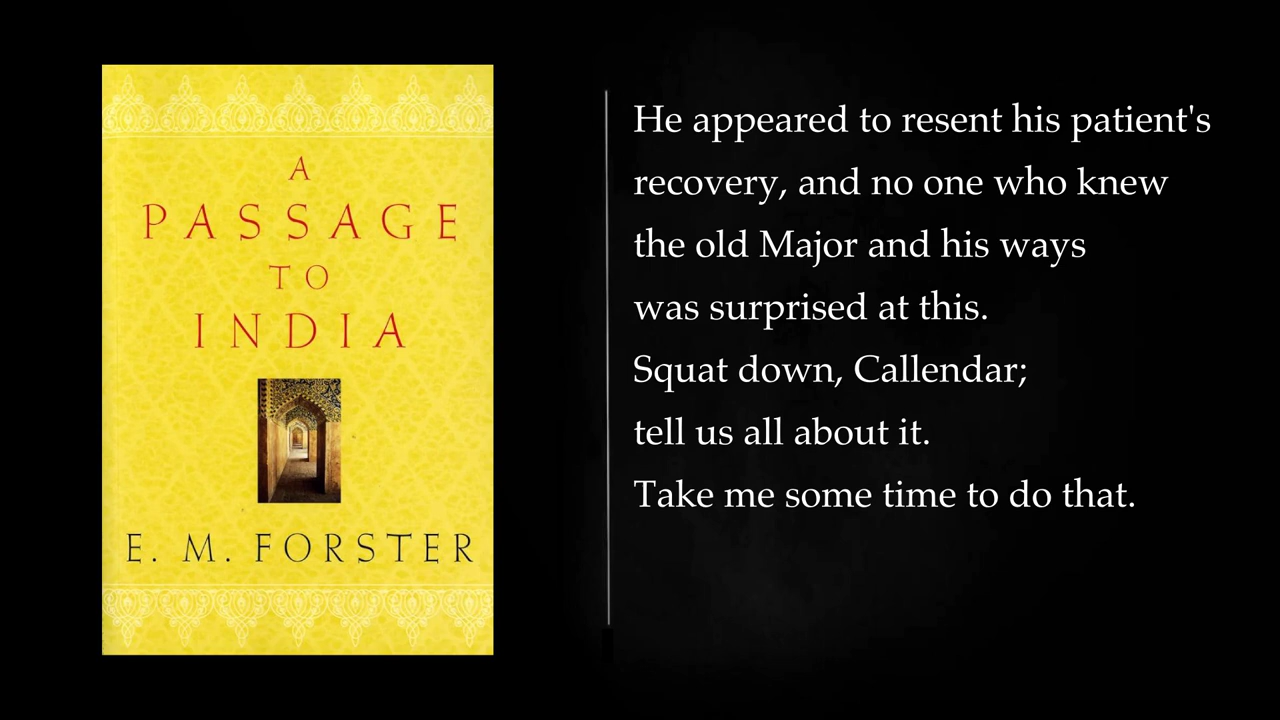 A
PASSAGE
TO
INDIA
E. M. FORSTER
He appeared to resent his patient's
recovery, and no one who knew
the old Major and his ways
was surprised at this.
Squat down, Callendar;
tell us all about it.
Take me some time to do that.